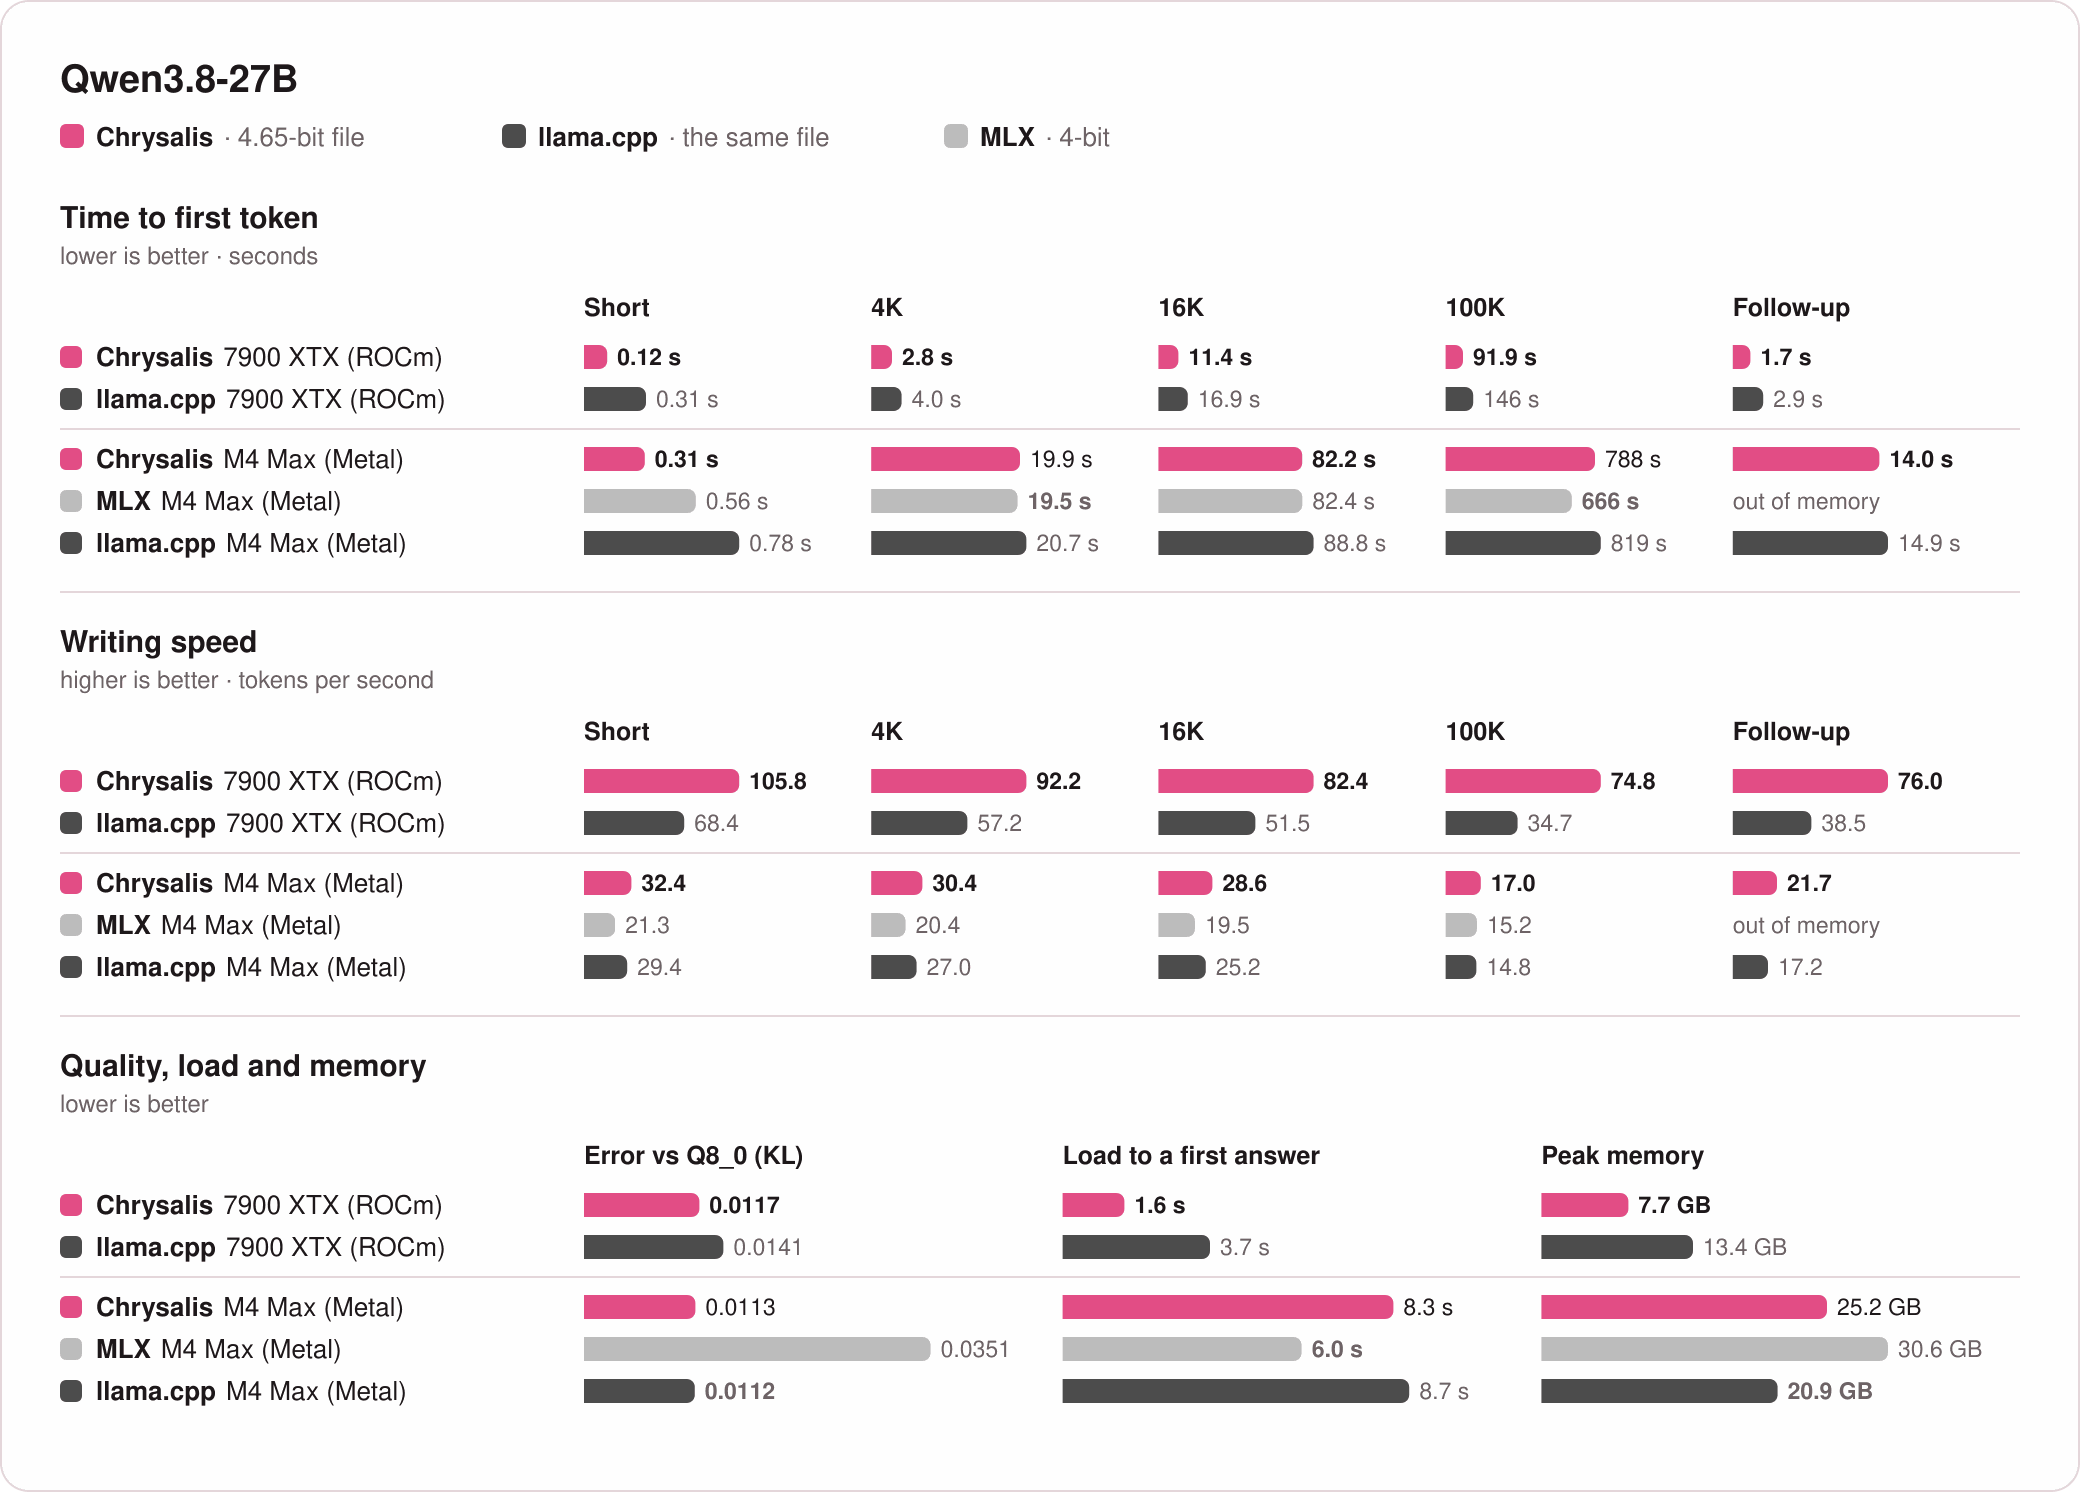 Qwen3.8-27B
Chrysalis · 4.65-bit file llama.cpp · the same file MLX · 4-bit
Time to first token
lower is better · seconds
Short 4K 16K 100K Follow-up
Chrysalis 7900 XTX (ROCm) 0.12 s 2.8 s 11.4 s 91.9 s 1.7 s
llama.cpp 7900 XTX (ROCm) 0.31 s 4.0 s 16.9 s 146 s 2.9 s
Chrysalis M4 Max (Metal) 0.31 s 19.9 s 82.2 s 788 s 14.0 s
MLX M4 Max (Metal) 0.56 s 19.5 s 82.4 s 666 s out of memory
llama.cpp M4 Max (Metal) 0.78 s 20.7 s 88.8 s 819 s 14.9 s
Writing speed
higher is better · tokens per second
Short 4K 16K 100K Follow-up
Chrysalis 7900 XTX (ROCm) 105.8 92.2 82.4 74.8 76.0
llama.cpp 7900 XTX (ROCm) 68.4 57.2 51.5 34.7 38.5
Chrysalis M4 Max (Metal) 32.4 30.4 28.6 17.0 21.7
MLX M4 Max (Metal) 21.3 20.4 19.5 15.2 out of memory
llama.cpp M4 Max (Metal) 29.4 27.0 25.2 14.8 17.2
Quality, load and memory
lower is better
Error vs Q8_0 (KL) Load to a first answer Peak memory
Chrysalis 7900 XTX (ROCm) 0.0117 1.6 s 7.7 GB
llama.cpp 7900 XTX (ROCm) 0.0141 3.7 s 13.4 GB
Chrysalis M4 Max (Metal) 0.0113 8.3 s 25.2 GB
MLX M4 Max (Metal) 0.0351 6.0 s 30.6 GB
llama.cpp M4 Max (Metal) 0.0112 8.7 s 20.9 GB